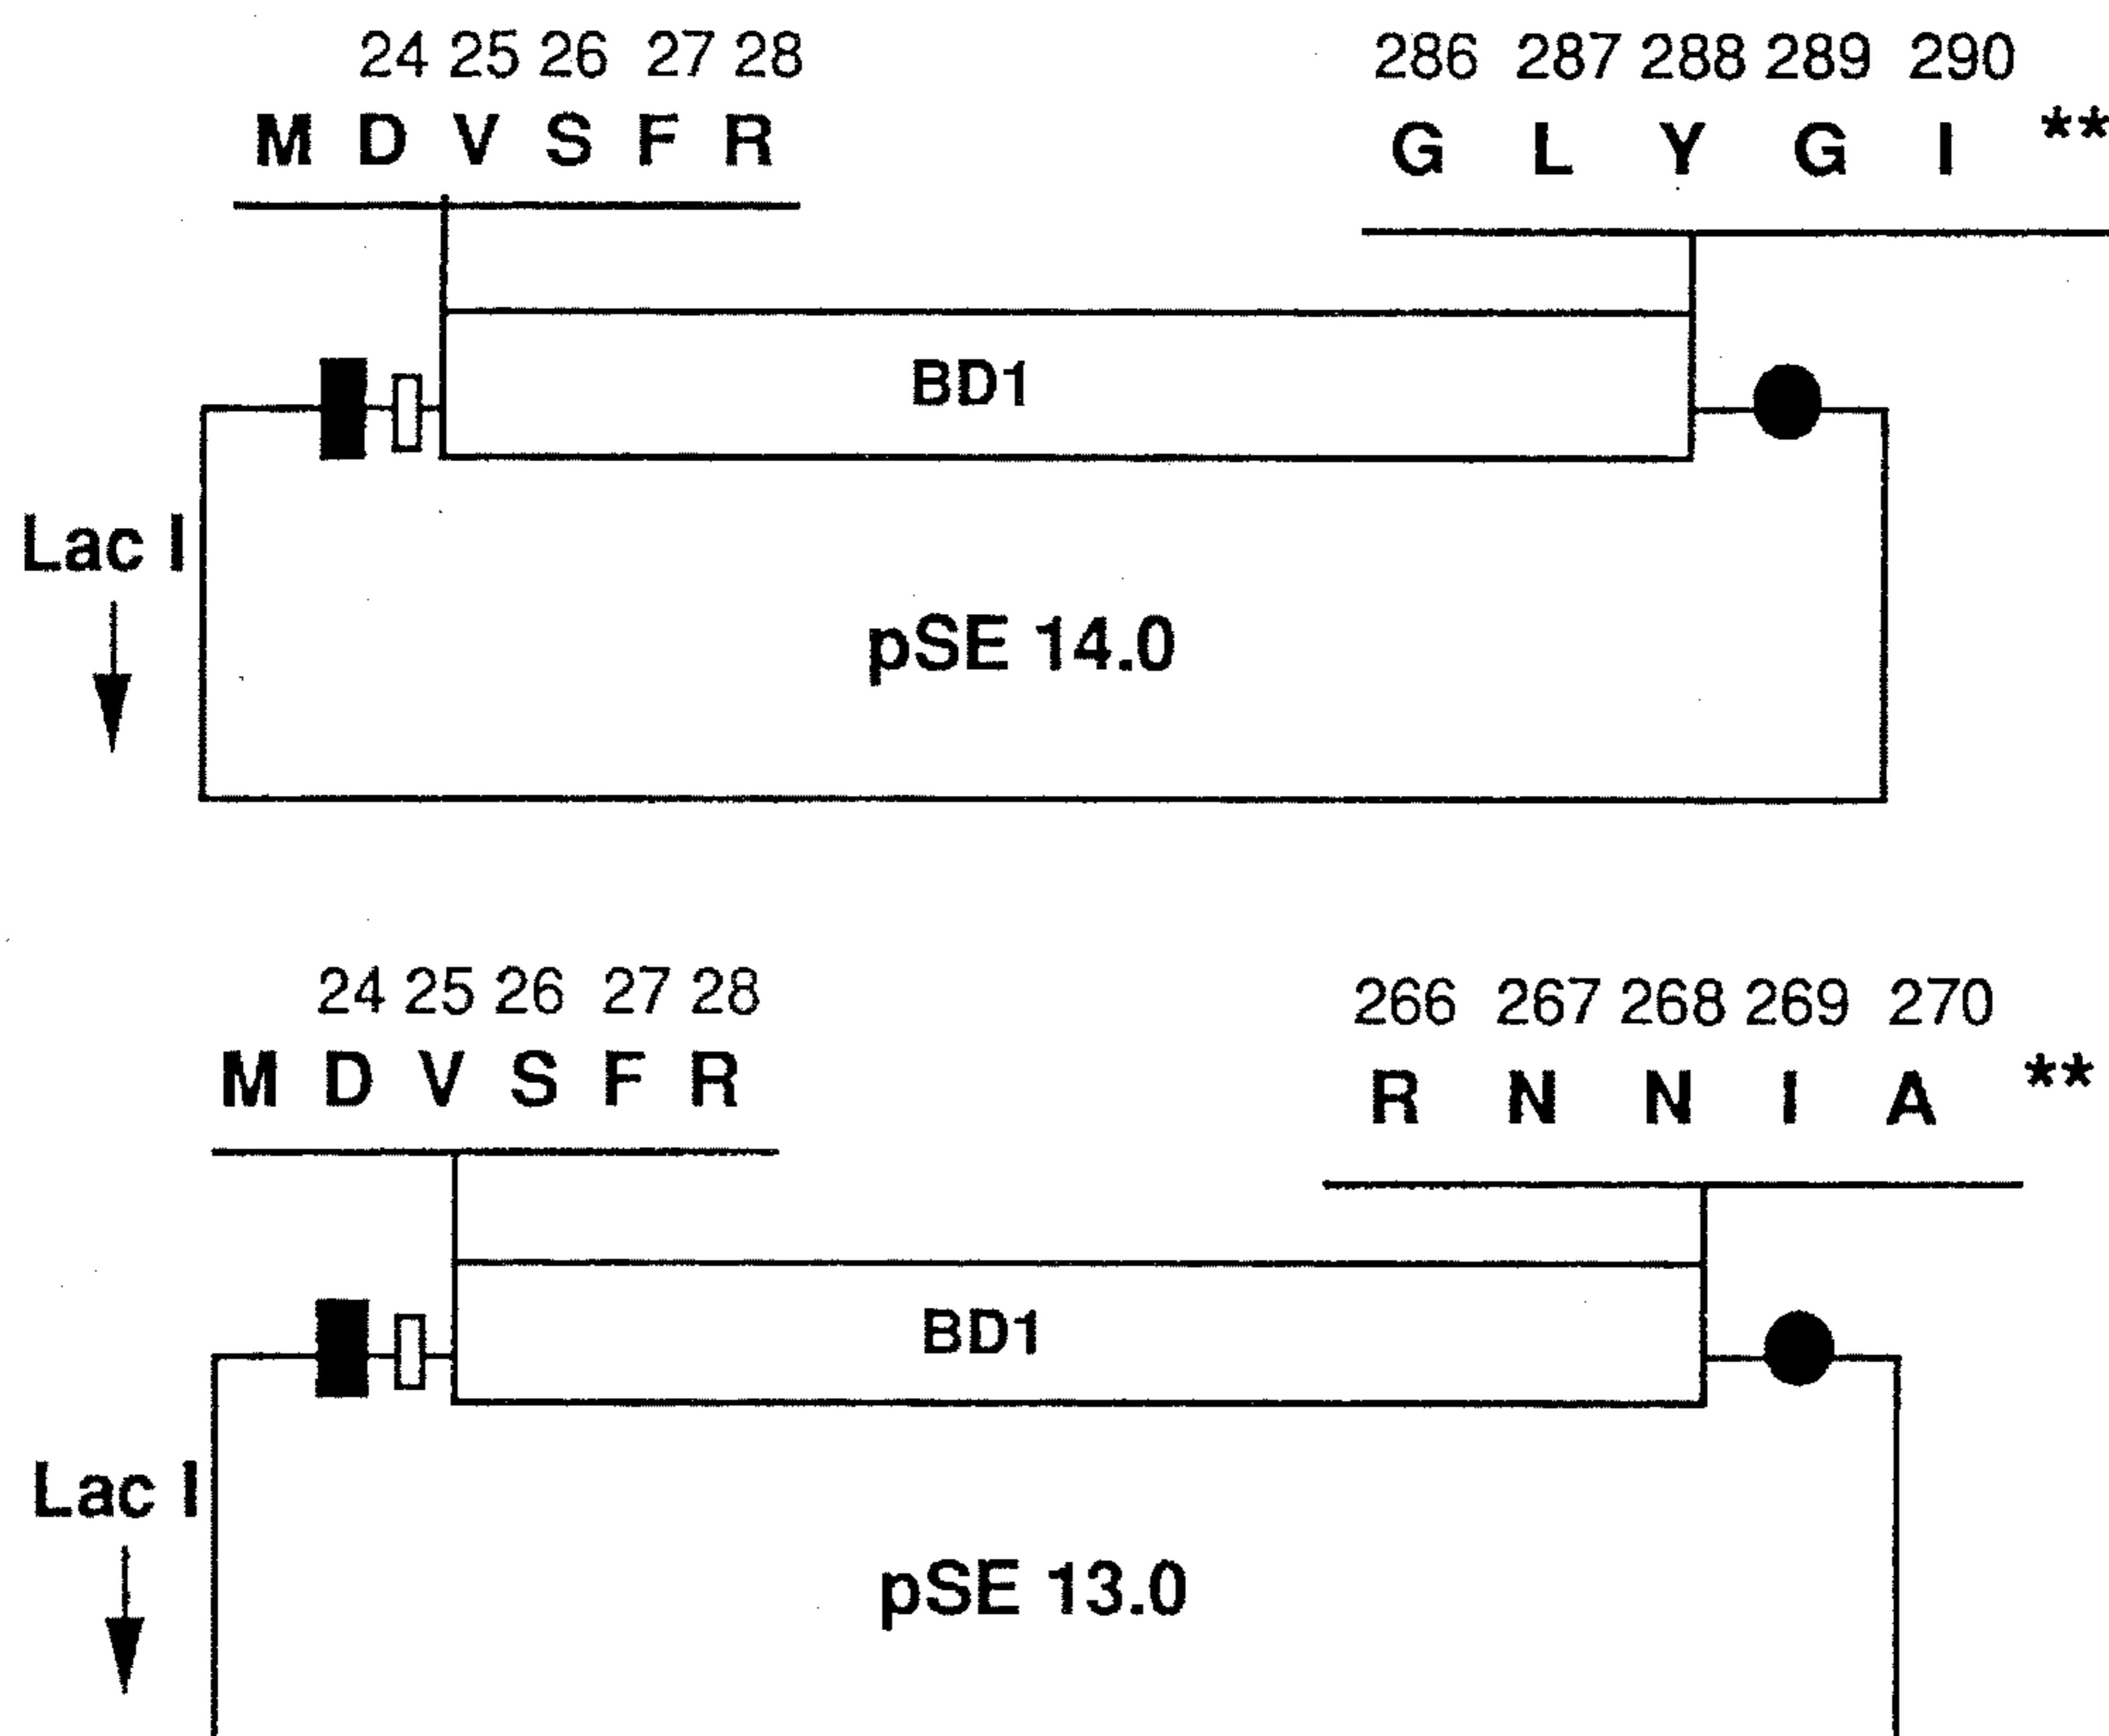 24 25 26 27 28 286 287 288 289 290
M D V S F R G L Y G I **
BD1
Lac I
pSE 14.0
24 25 26 27 28 266 267 268 269 270
M D V S F R R N N I A **
BD1
Lac I
pSE 13.0